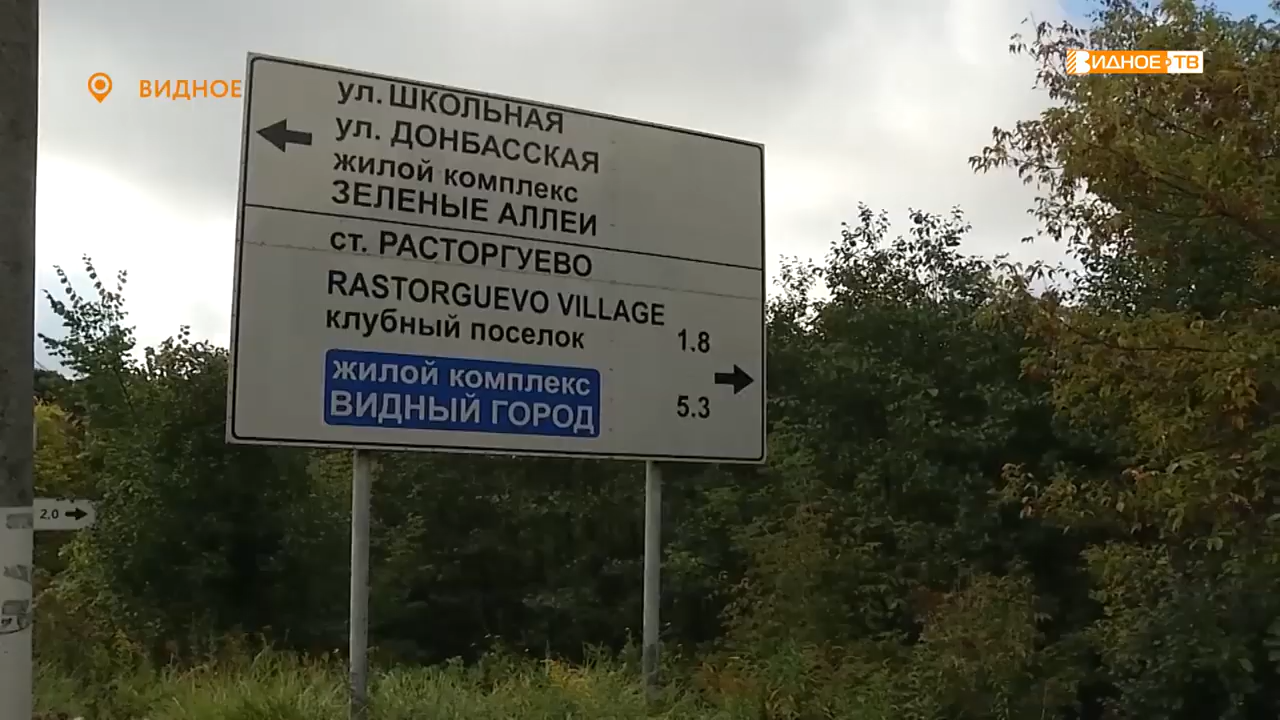 ВИДНОЕ
ВИДНОЕ ТВ
ул. ШКОЛЬНАЯ
ул. ДОНБАССКАЯ
жилой комплекс
ЗЕЛЕНЫЕ АЛЛЕИ
ст. РАСТОРГУЕВО
RASTORGUEVO VILLAGE
клубный поселок 1.8
жилой комплекс
ВИДНЫЙ ГОРОД 5.3
2,0